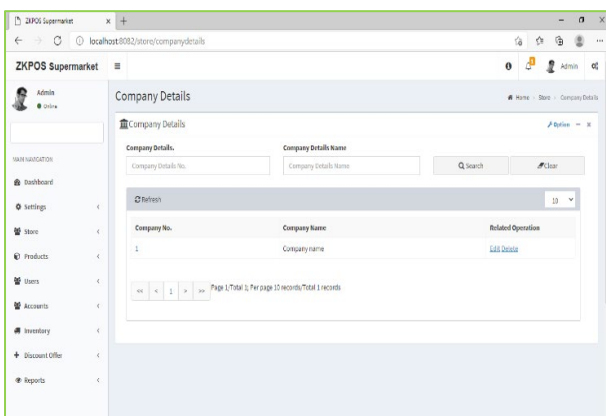 ZKPOS Supermarket
localhost:8082/store/companydetails
ZKPOS Supermarket
Admin
Admin
Online
Company Details
Home > Store > Company Details
Company Details
Option
Company Details.
Company Details Name
Company Details No.
Company Details Name
Search
Clear
MAIN NAVIGATION
Dashboard
Settings
Store
Products
Users
Accounts
Inventory
Discount Offer
Reports
Refresh
10
Company No.
Company Name
Related Operation
1
Company name
Edit Delete
<< < 1 > >> Page 1/Total 1; Per page 10 records/Total 1 records